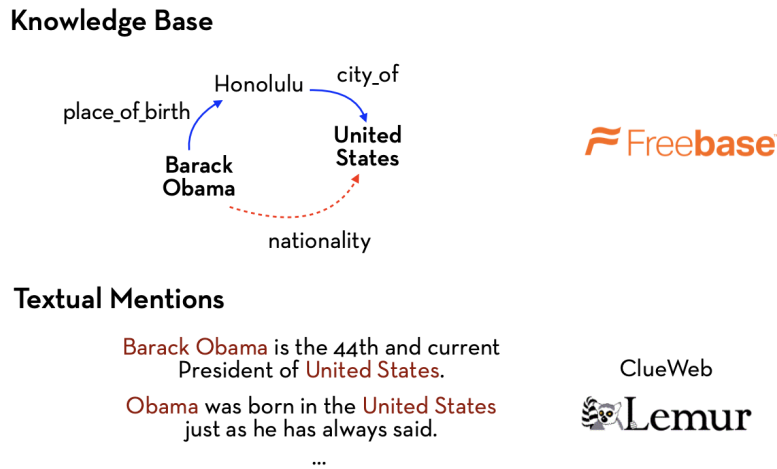 Knowledge Base
Honolulu
city_of
place_of_birth
United
States
Barack
Obama
nationality
Freebase
Textual Mentions
Barack Obama is the 44th and current
President of United States.
Obama was born in the United States
just as he has always said.
...
ClueWeb
Lemur